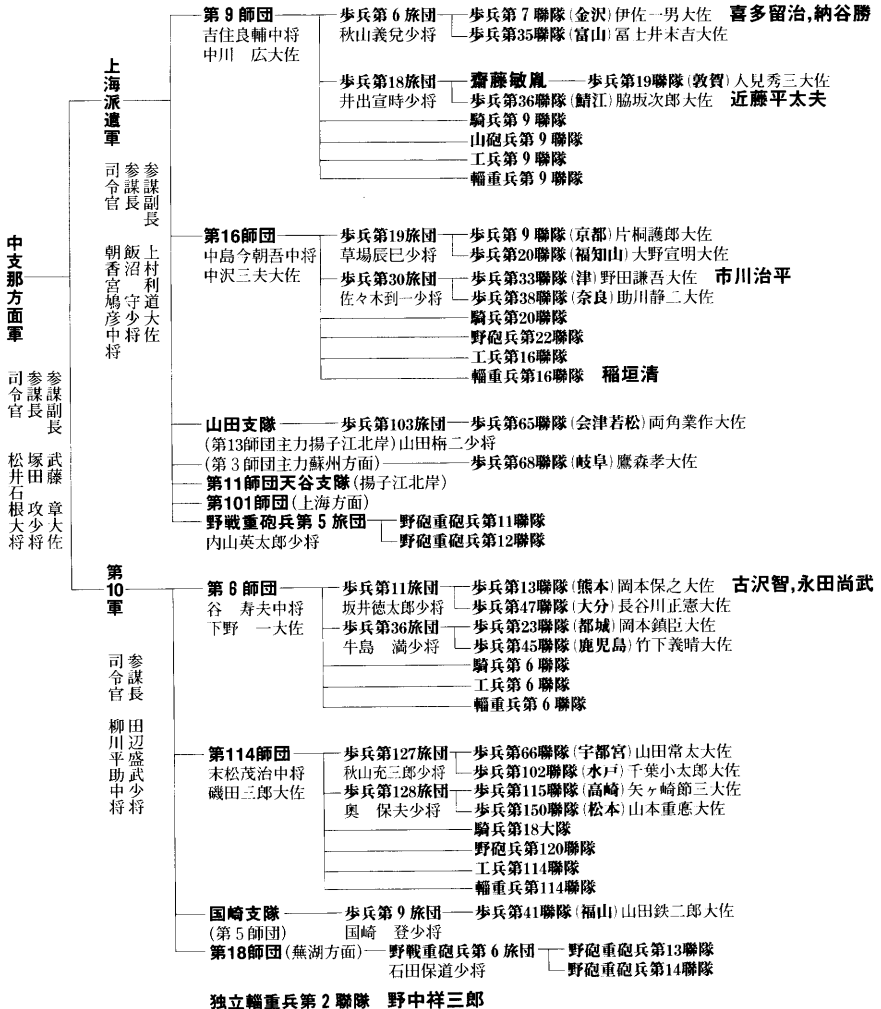 中支那方面軍
司令官 松井石根大将
参謀長 塚田 攻少将
参謀副長 武藤 章大佐
上海派遣軍
司令官 朝香宮鳩彦中将
参謀長 飯沼 守少将
参謀副長 上村利道大佐
第9師団 歩兵第6旅団 歩兵第7聯隊(金沢)伊佐一男大佐 喜多留治,納谷勝
吉住良輔中将 秋山義兌少将 歩兵第35聯隊(富山)冨士井末吉大佐
中川 広大佐
歩兵第18旅団 齋藤敏胤 歩兵第19聯隊(敦賀)人見秀三大佐
井出宣時少将 歩兵第36聯隊(鯖江)脇坂次郎大佐 近藤平太夫
騎兵第9聯隊
山砲兵第9聯隊
工兵第9聯隊
輜重兵第9聯隊
第16師団 歩兵第19旅団 歩兵第9聯隊(京都)片桐護郎大佐
中島今朝吾中将 草場辰巳少将 歩兵第20聯隊(福知山)大野宣明大佐
中沢三夫大佐 歩兵第30旅団 歩兵第33聯隊(津)野田謙吾大佐 市川治平
佐々木到一少将 歩兵第38聯隊(奈良)助川静二大佐
騎兵第20聯隊
野砲兵第22聯隊
工兵第16聯隊
輜重兵第16聯隊 稲垣清
山田支隊 歩兵第103旅団 歩兵第65聯隊(会津若松)両角業作大佐
(第13師団主力揚子江北岸)山田栴二少将
(第3師団主力蘇州方面) 歩兵第68聯隊(岐阜)鷹森孝大佐
第11師団天谷支隊(揚子江北岸)
第101師団(上海方面)
野戦重砲兵第5旅団 野砲重砲兵第11聯隊
内山英太郎少将 野砲重砲兵第12聯隊
第10軍
司令官 柳川平助中将
参謀長 田辺盛武少将
第6師団 歩兵第11旅団 歩兵第13聯隊(熊本)岡本保之大佐 古沢智,永田尚武
谷 寿夫中将 坂井徳太郎少将 歩兵第47聯隊(大分)長谷川正憲大佐
下野 一大佐 歩兵第36旅団 歩兵第23聯隊(都城)岡本鎮臣大佐
牛島 満少将 歩兵第45聯隊(鹿児島)竹下義晴大佐
騎兵第6聯隊
工兵第6聯隊
輜重兵第6聯隊
第114師団 歩兵第127旅団 歩兵第66聯隊(宇都宮)山田常太大佐
末松茂治中将 秋山充三郎少将 歩兵第102聯隊(水戸)千葉小太郎大佐
磯田三郎大佐 歩兵第128旅団 歩兵第115聯隊(高崎)矢ヶ崎節三大佐
奥 保夫少将 歩兵第150聯隊(松本)山本重悳大佐
騎兵第18大隊
野砲兵第120聯隊
工兵第114聯隊
輜重兵第114聯隊
国崎支隊 歩兵第9旅団 歩兵第41聯隊(福山)山田鉄二郎大佐
(第5師団) 国崎 登少将
第18師団(蕪湖方面) 野戦重砲兵第6旅団 野砲重砲兵第13聯隊
石田保道少将 野砲重砲兵第14聯隊
独立輜重兵第2聯隊 野中祥三郎